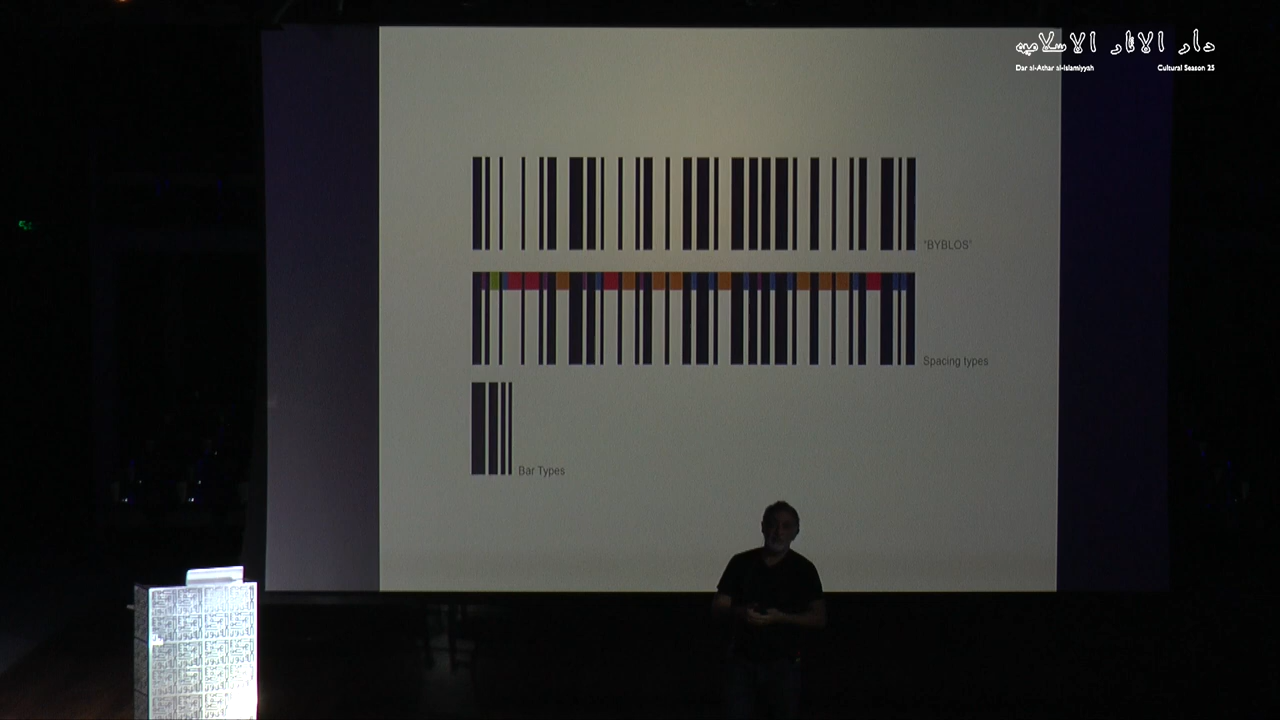 دار الآثار الإسلامية
Dar al-Athar al-Islamiyyah Cultural Season 25
"BYBLOS"
Spacing types
Bar Types